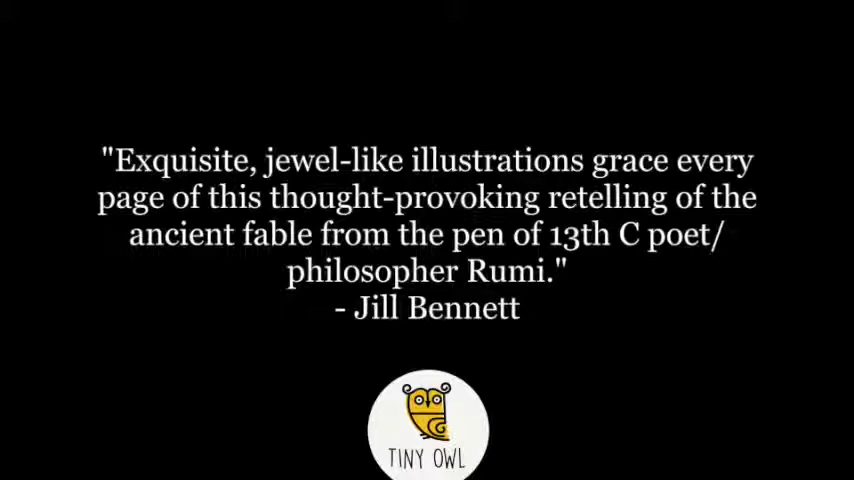 "Exquisite, jewel-like illustrations grace every
page of this thought-provoking retelling of the
ancient fable from the pen of 13th C poet/
philosopher Rumi."
- Jill Bennett
TINY OWL